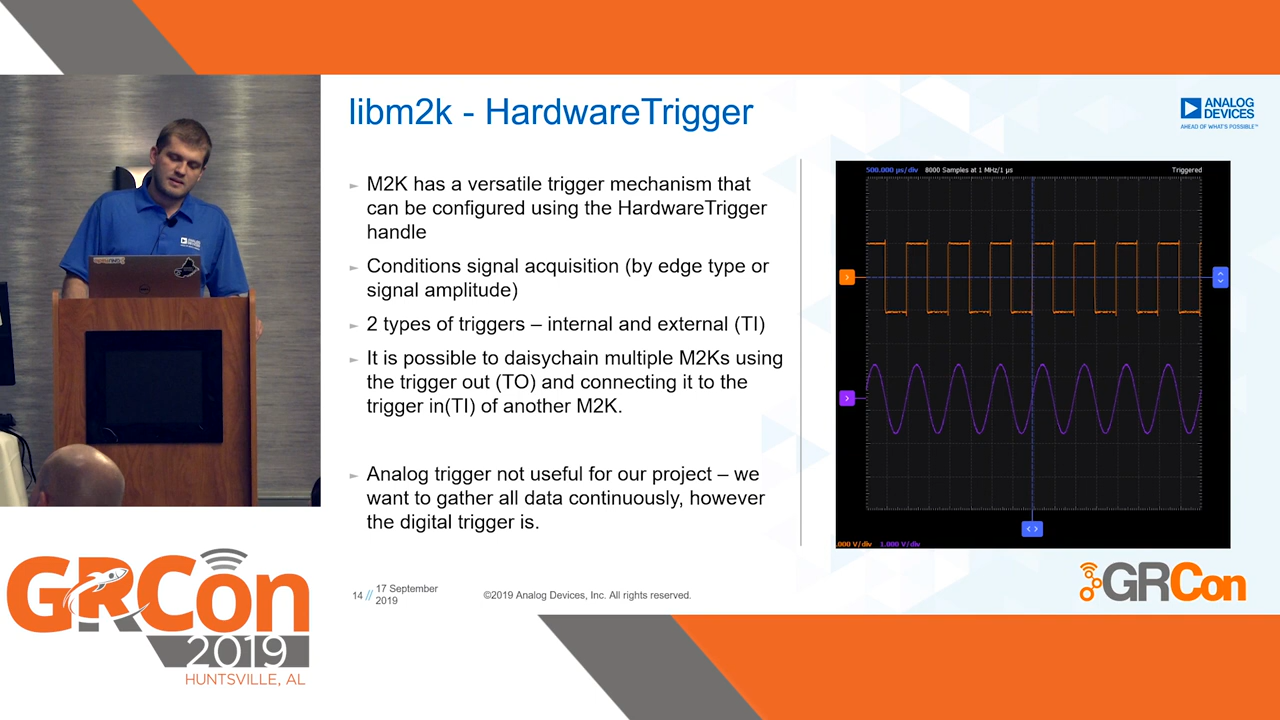 libm2k - HardwareTrigger
ANALOG
DEVICES
AHEAD OF WHAT'S POSSIBLE™
► M2K has a versatile trigger mechanism that
can be configured using the HardwareTrigger
handle
► Conditions signal acquisition (by edge type or
signal amplitude)
► 2 types of triggers – internal and external (TI)
► It is possible to daisychain multiple M2Ks using
the trigger out (TO) and connecting it to the
trigger in(TI) of another M2K.
► Analog trigger not useful for our project – we
want to gather all data continuously, however
the digital trigger is.
500.000 µs/div 8000 Samples at 1 MHz/1 µs Triggered
.000 V/div 1.000 V/div
14 // 17 September
2019
©2019 Analog Devices, Inc. All rights reserved.
GRCon
GRCon
2019
HUNTSVILLE, AL